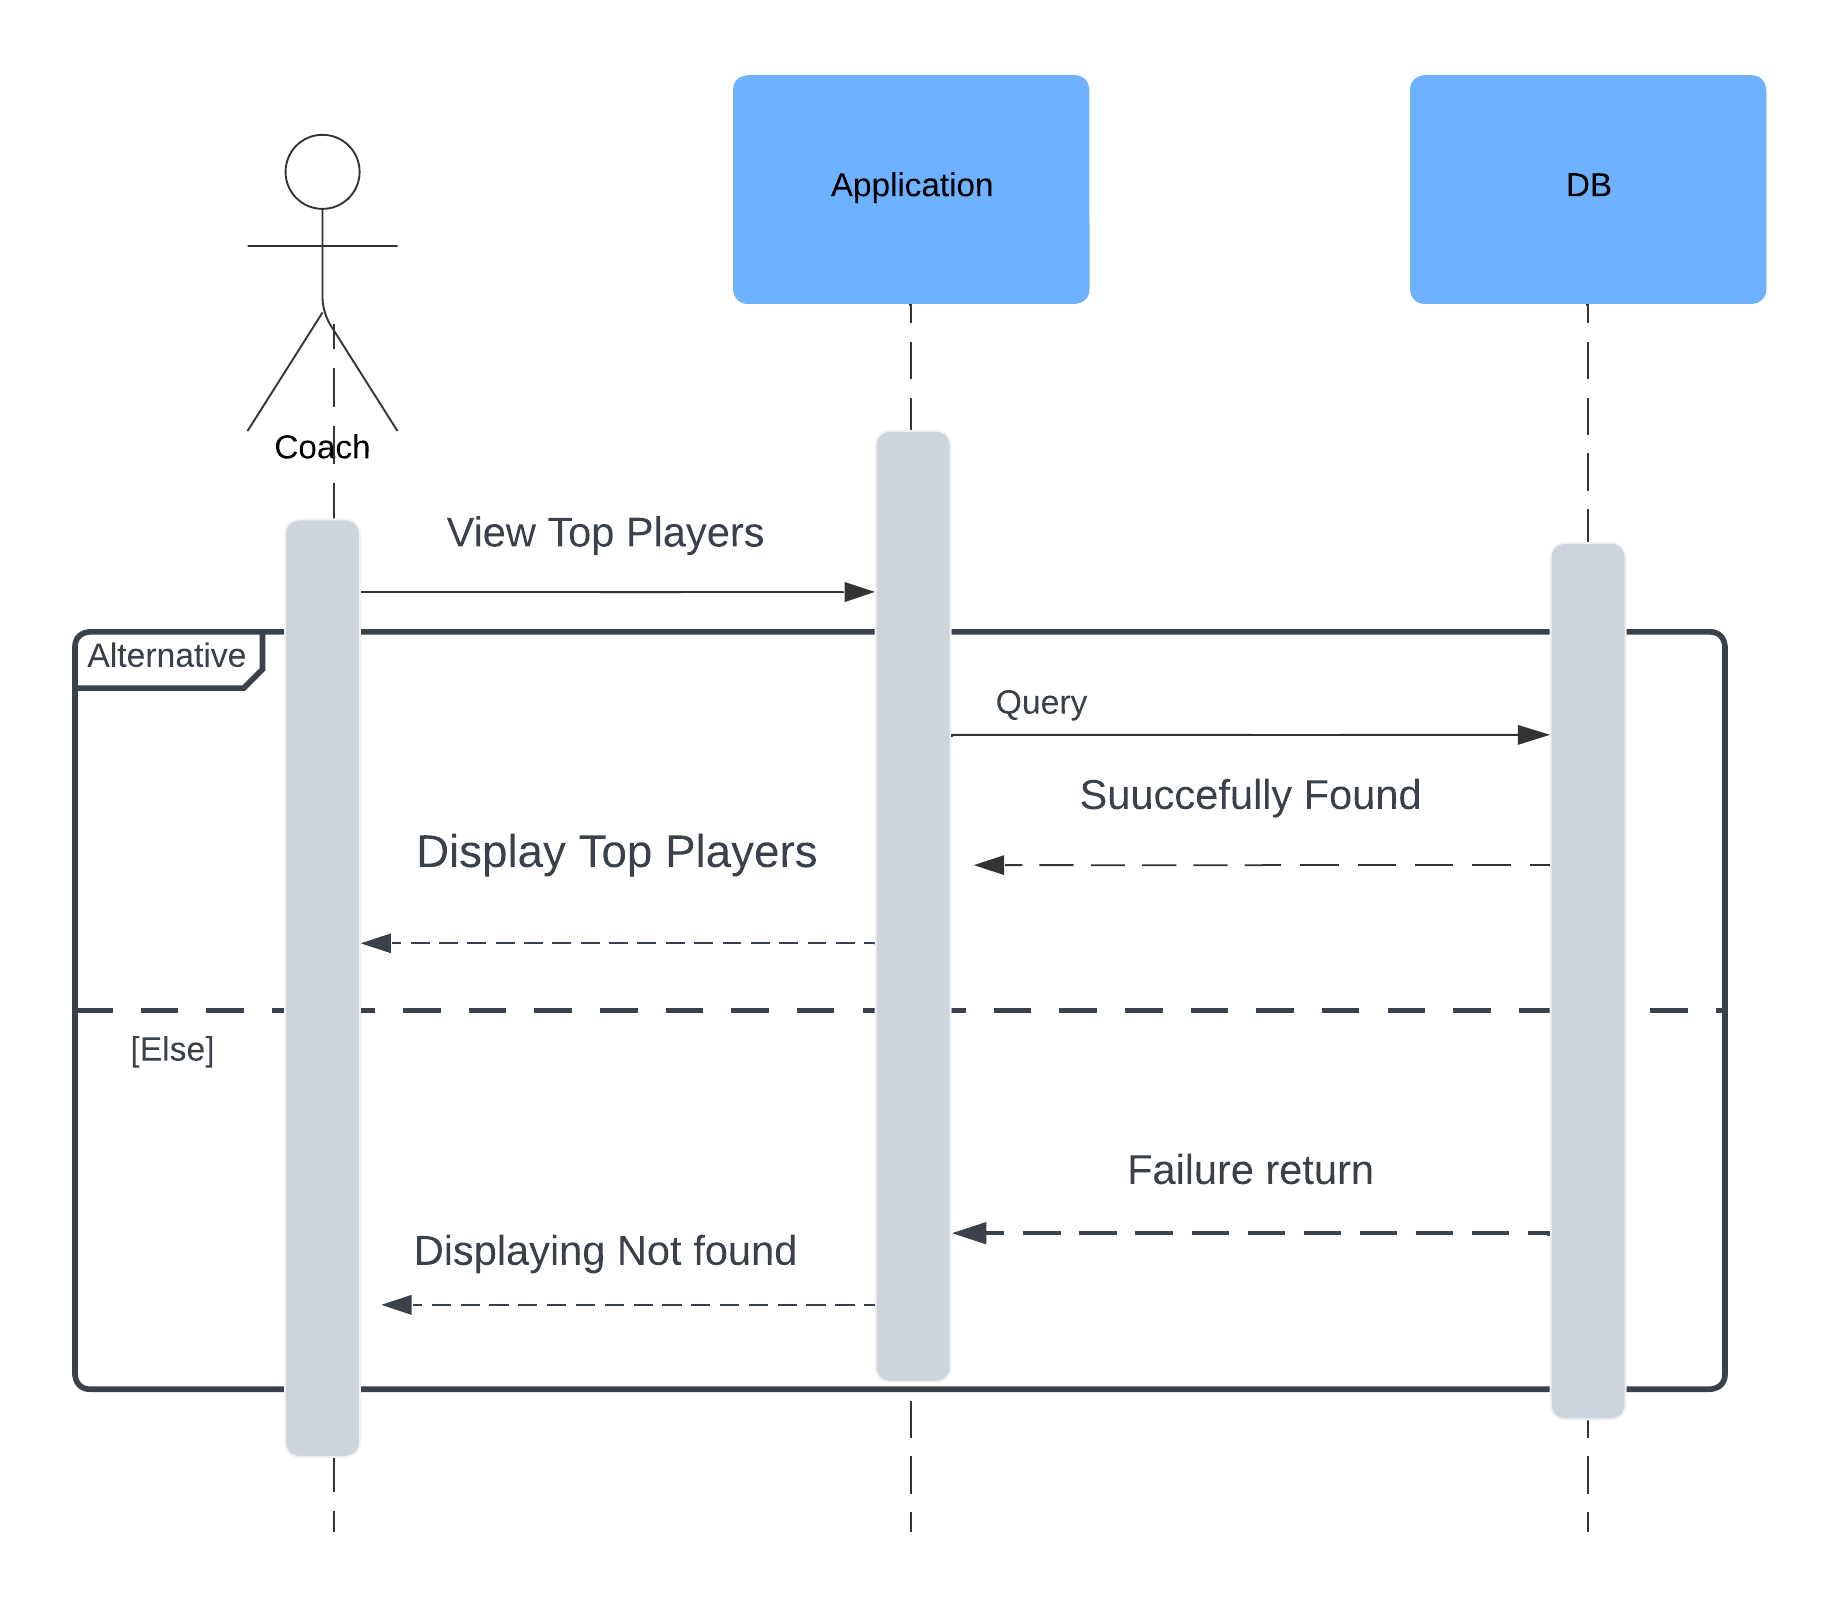 Application
DB
Coach
View Top Players
Alternative
Query
Suuccefully Found
Display Top Players
[Else]
Failure return
Displaying Not found